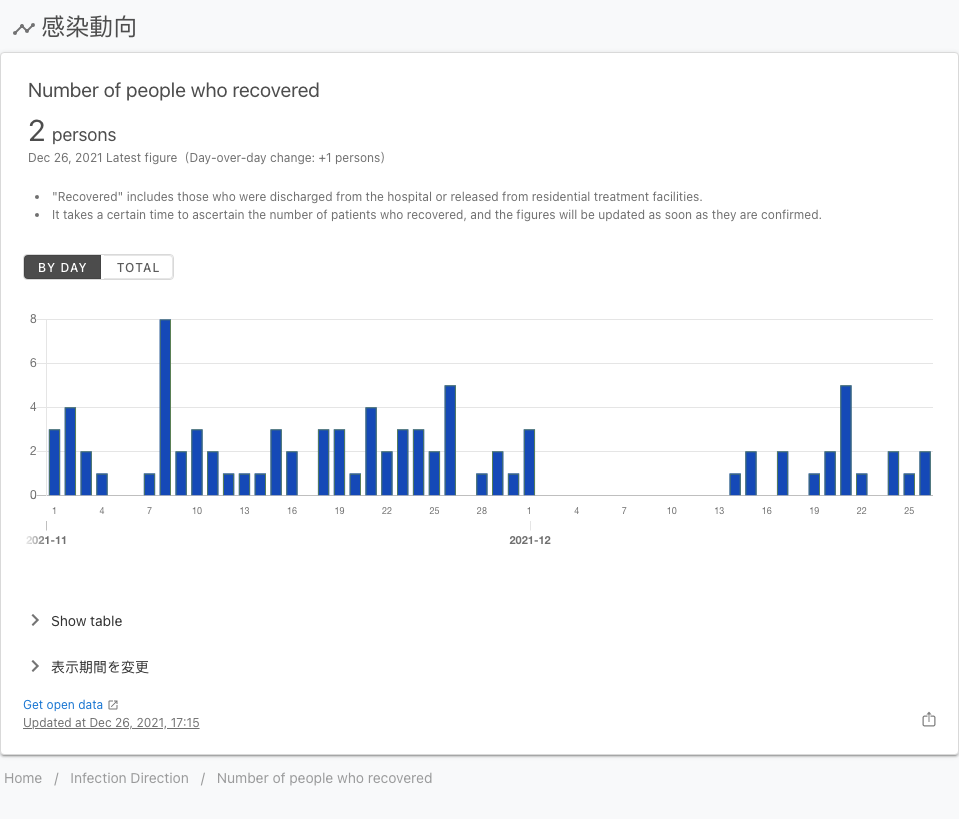 感染動向
Number of people who recovered
2 persons
Dec 26, 2021 Latest figure (Day-over-day change: +1 persons)
"Recovered" includes those who were discharged from the hospital or released from residential treatment facilities.
It takes a certain time to ascertain the number of patients who recovered, and the figures will be updated as soon as they are confirmed.
BY DAY TOTAL
8
6
4
2
0
1 4 7 10 13 16 19 22 25 28 1 4 7 10 13 16 19 22 25
2021-11 2021-12
Show table
表示期間を変更
Get open data
Updated at Dec 26, 2021, 17:15
Home / Infection Direction / Number of people who recovered